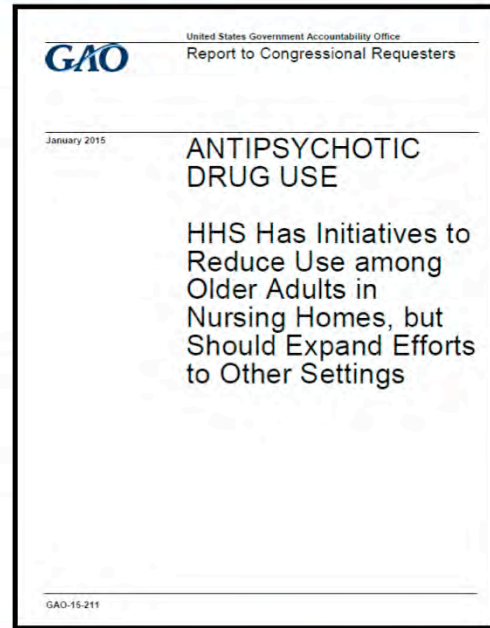 United States Government Accountability Office
GAO
Report to Congressional Requesters
January 2015
ANTIPSYCHOTIC
DRUG USE
HHS Has Initiatives to
Reduce Use among
Older Adults in
Nursing Homes, but
Should Expand Efforts
to Other Settings
GAO-15-211